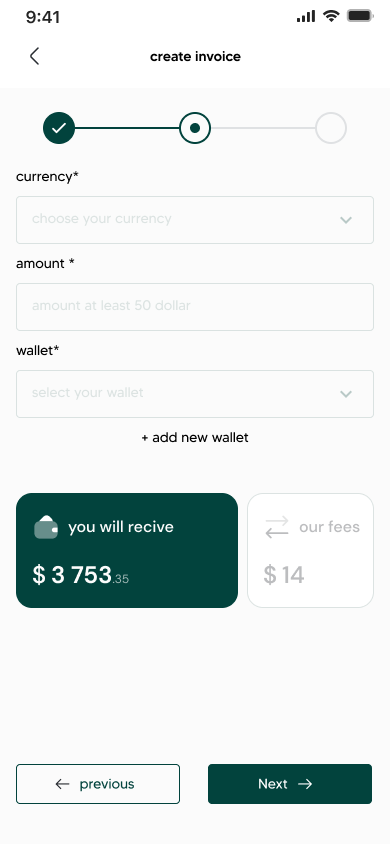 9:41
create invoice
currency*
choose your currency
amount *
amount at least 50 dollar
wallet*
select your wallet
+ add new wallet
you will recive
our fees
$ 3 753.35
$ 14
previous
Next